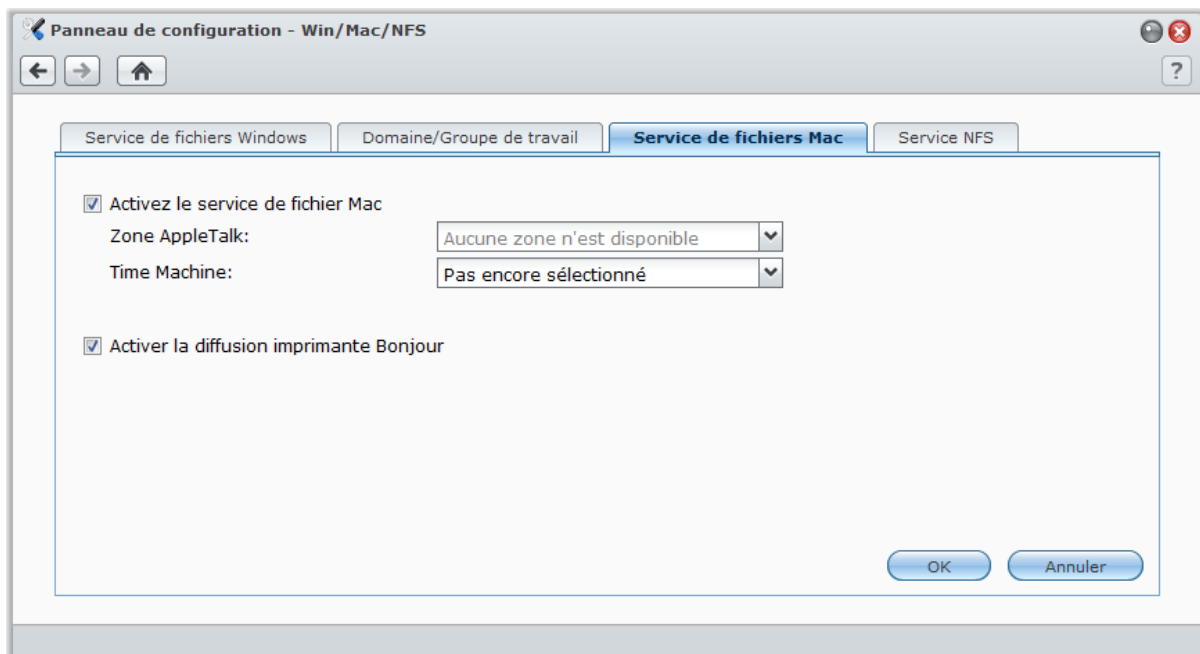 Panneau de configuration - Win/Mac/NFS
?
Service de fichiers Windows
Domaine/Groupe de travail
Service de fichiers Mac
Service NFS
Activez le service de fichier Mac
Zone AppleTalk:
Aucune zone n'est disponible
Time Machine:
Pas encore sélectionné
Activer la diffusion imprimante Bonjour
OK
Annuler